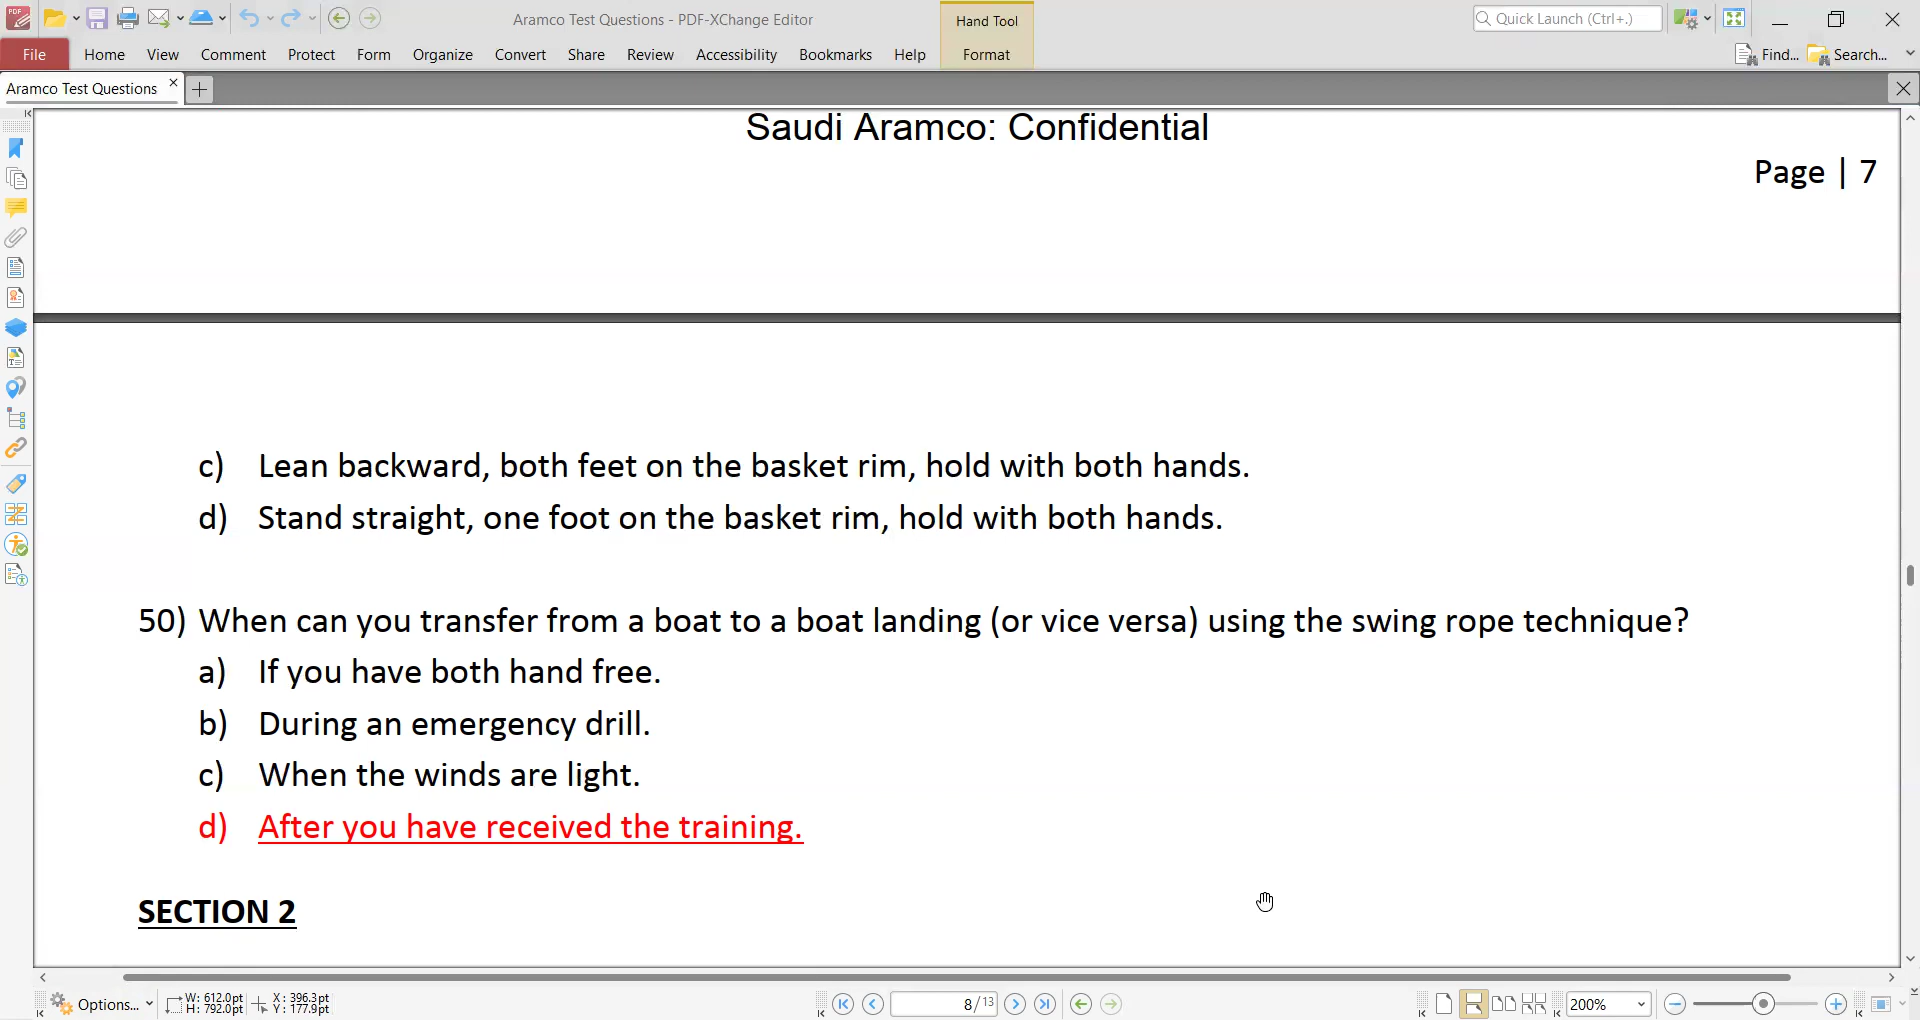 Aramco Test Questions - PDF-XChange Editor
Hand Tool
Quick Launch (Ctrl+.)
File Home View Comment Protect Form Organize Convert Share Review Accessibility Bookmarks Help Format Find... Search...
Aramco Test Questions
Saudi Aramco: Confidential
Page | 7
c) Lean backward, both feet on the basket rim, hold with both hands.
d) Stand straight, one foot on the basket rim, hold with both hands.
50) When can you transfer from a boat to a boat landing (or vice versa) using the swing rope technique?
a) If you have both hand free.
b) During an emergency drill.
c) When the winds are light.
d) After you have received the training.
SECTION 2
Options... W: 612.0pt X: 396.3pt 8/13 200%
H: 792.0pt Y: 177.9pt